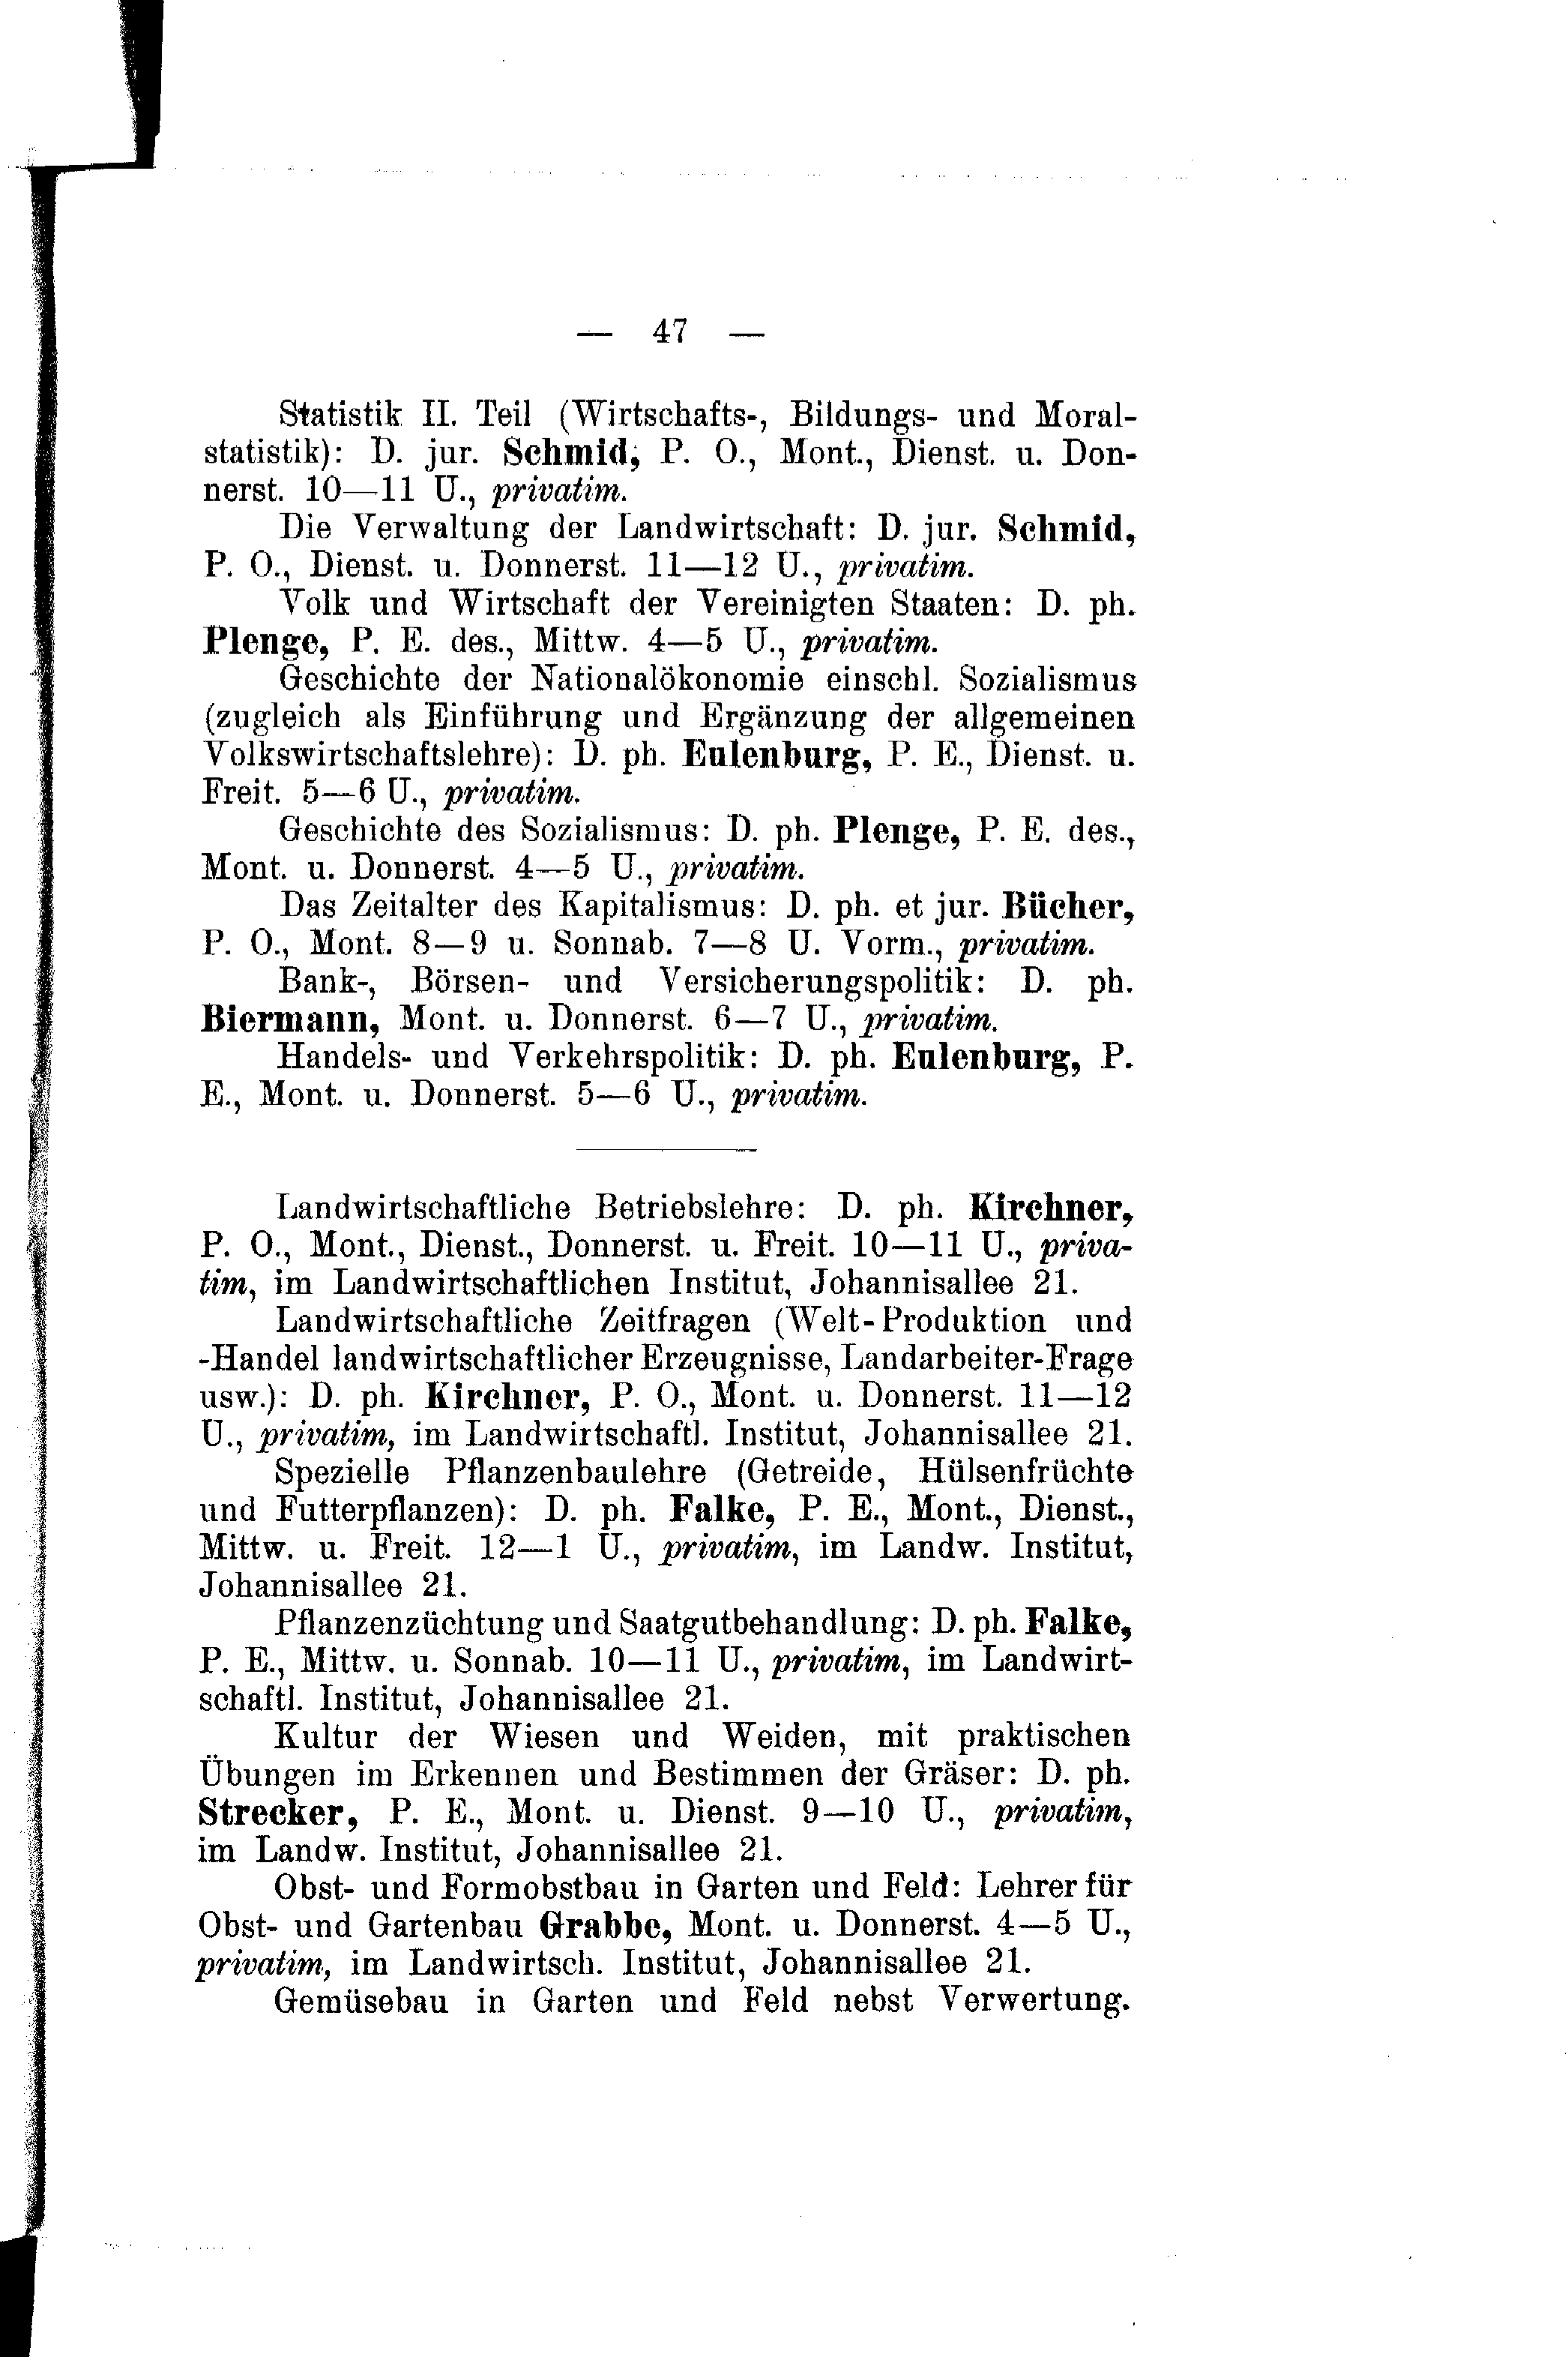 — 47 —
Statistik II. Teil (Wirtschafts-, Bildungs- und Moral-
statistik): D. jur. Schmid, P. O., Mont., Dienst. u. Don-
nerst. 10—11 U., privatim.
Die Verwaltung der Landwirtschaft: D. jur. Schmid,
P. O., Dienst. u. Donnerst. 11—12 U., privatim.
Volk und Wirtschaft der Vereinigten Staaten: D. ph.
Plenge, P. E. des., Mittw. 4—5 U., privatim.
Geschichte der Nationalökonomie einschl. Sozialismus
(zugleich als Einführung und Ergänzung der allgemeinen
Volkswirtschaftslehre): D. ph. Eulenburg, P. E., Dienst. u.
Freit. 5—6 U., privatim.
Geschichte des Sozialismus: D. ph. Plenge, P. E. des.,
Mont. u. Donnerst. 4—5 U., privatim.
Das Zeitalter des Kapitalismus: D. ph. et jur. Bücher,
P. O., Mont. 8—9 u. Sonnab. 7—8 U. Vorm., privatim.
Bank-, Börsen- und Versicherungspolitik: D. ph.
Biermann, Mont. u. Donnerst. 6—7 U., privatim.
Handels- und Verkehrspolitik: D. ph. Eulenburg, P.
E., Mont. u. Donnerst. 5—6 U., privatim.
Landwirtschaftliche Betriebslehre: D. ph. Kirchner,
P. O., Mont., Dienst., Donnerst. u. Freit. 10—11 U., priva-
tim, im Landwirtschaftlichen Institut, Johannisallee 21.
Landwirtschaftliche Zeitfragen (Welt-Produktion und
-Handel landwirtschaftlicher Erzeugnisse, Landarbeiter-Frage
usw.): D. ph. Kirchner, P. O., Mont. u. Donnerst. 11—12
U., privatim, im Landwirtschaftl. Institut, Johannisallee 21.
Spezielle Pflanzenbaulehre (Getreide, Hülsenfrüchte
und Futterpflanzen): D. ph. Falke, P. E., Mont., Dienst.,
Mittw. u. Freit. 12—1 U., privatim, im Landw. Institut,
Johannisallee 21.
Pflanzenzüchtung und Saatgutbehandlung: D. ph. Falke,
P. E., Mittw. u. Sonnab. 10—11 U., privatim, im Landwirt-
schaftl. Institut, Johannisallee 21.
Kultur der Wiesen und Weiden, mit praktischen
Übungen im Erkennen und Bestimmen der Gräser: D. ph.
Strecker, P. E., Mont. u. Dienst. 9—10 U., privatim,
im Landw. Institut, Johannisallee 21.
Obst- und Formobstbau in Garten und Feld: Lehrer für
Obst- und Gartenbau Grabbe, Mont. u. Donnerst. 4—5 U.,
privatim, im Landwirtsch. Institut, Johannisallee 21.
Gemüsebau in Garten und Feld nebst Verwertung.